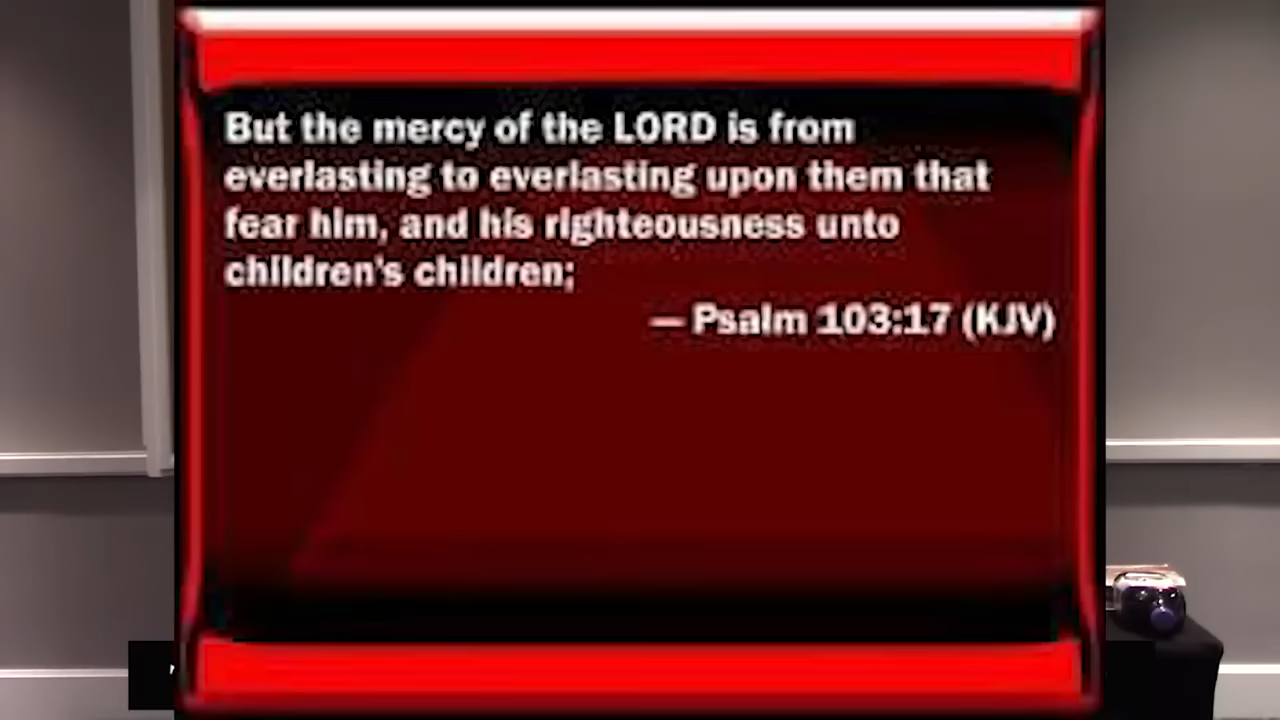 But the mercy of the LORD is from
everlasting to everlasting upon them that
fear him, and his righteousness unto
children's children;
— Psalm 103:17 (KJV)